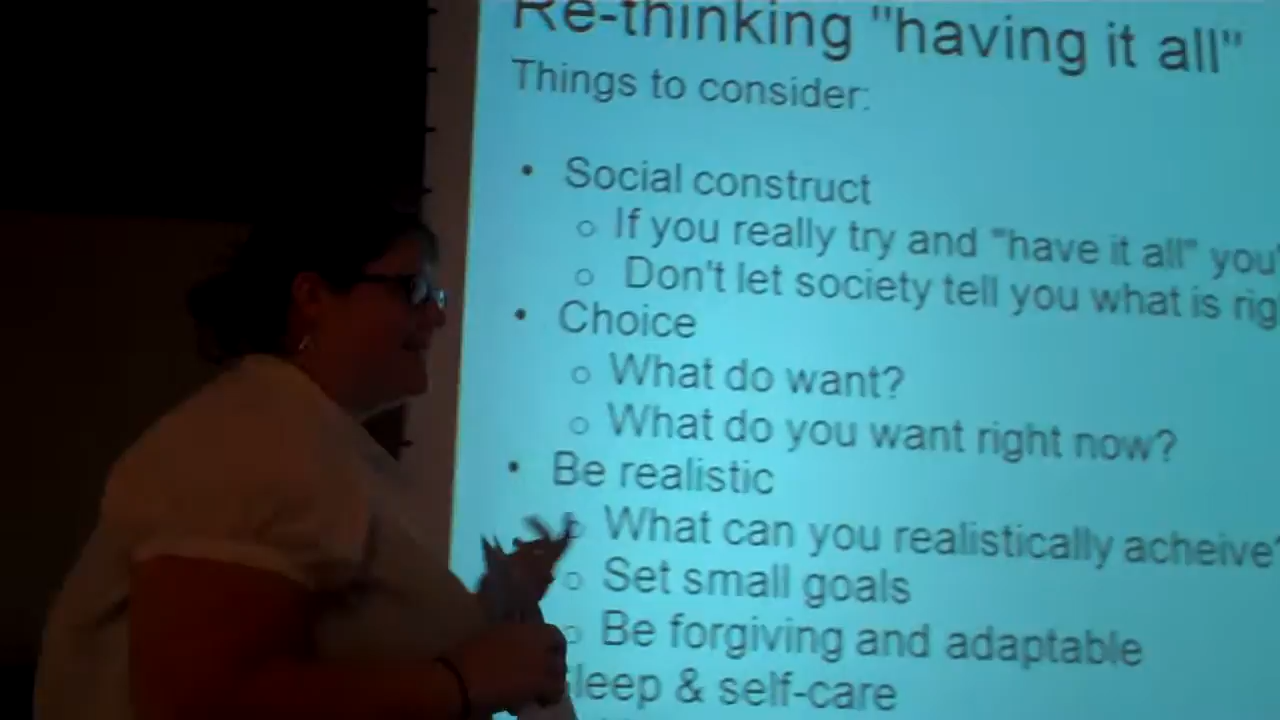 Re-thinking "having it all"
Things to consider:
• Social construct
o If you really try and "have it all" you'
o Don't let society tell you what is rig
• Choice
o What do want?
o What do you want right now?
• Be realistic
o What can you realistically acheive?
o Set small goals
o Be forgiving and adaptable
Sleep & self-care